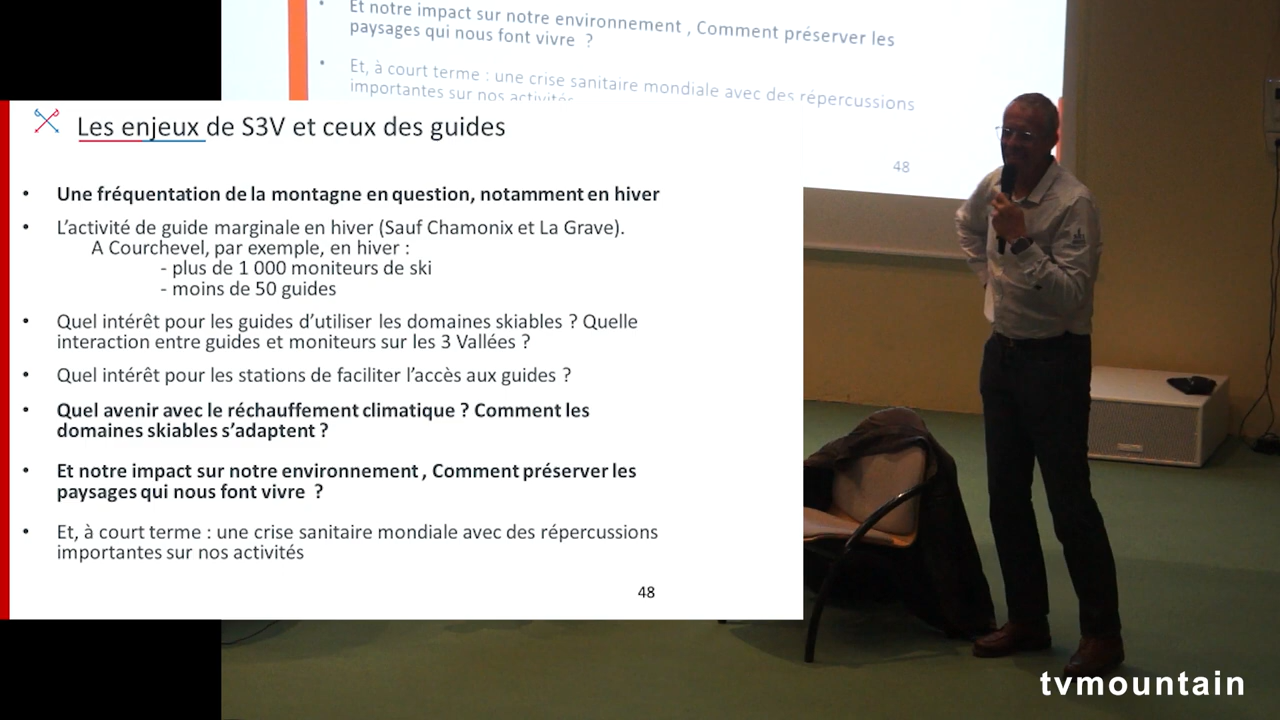 • Et notre impact sur notre environnement , Comment préserver les
paysages qui nous font vivre ?
• Et, à court terme : une crise sanitaire mondiale avec des répercussions
importantes sur nos activités
48
Les enjeux de S3V et ceux des guides
• Une fréquentation de la montagne en question, notamment en hiver
• L’activité de guide marginale en hiver (Sauf Chamonix et La Grave).
A Courchevel, par exemple, en hiver :
- plus de 1 000 moniteurs de ski
- moins de 50 guides
• Quel intérêt pour les guides d’utiliser les domaines skiables ? Quelle
interaction entre guides et moniteurs sur les 3 Vallées ?
• Quel intérêt pour les stations de faciliter l’accès aux guides ?
• Quel avenir avec le réchauffement climatique ? Comment les
domaines skiables s’adaptent ?
• Et notre impact sur notre environnement , Comment préserver les
paysages qui nous font vivre ?
• Et, à court terme : une crise sanitaire mondiale avec des répercussions
importantes sur nos activités
48
tvmountain